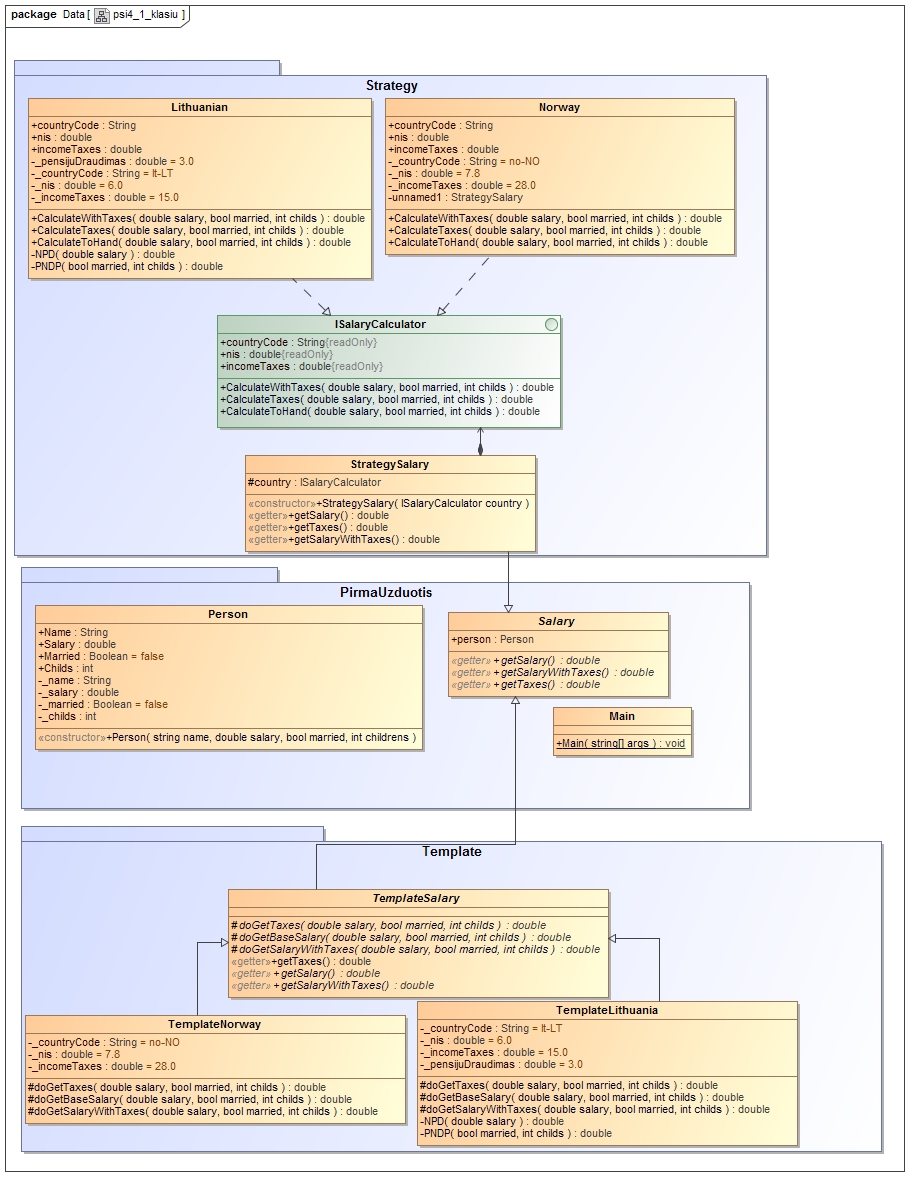 package Data [ psi4_1_klasiu ]
Strategy
Lithuanian
+countryCode : String
+nis : double
+incomeTaxes : double
-_pensijuDraudimas : double = 3.0
-_countryCode : String = lt-LT
-_nis : double = 6.0
-_incomeTaxes : double = 15.0
+CalculateWithTaxes( double salary, bool married, int childs ) : double
+CalculateTaxes( double salary, bool married, int childs ) : double
+CalculateToHand( double salary, bool married, int childs ) : double
-NPD( double salary ) : double
-PNDP( bool married, int childs ) : double
Norway
+countryCode : String
+nis : double
+incomeTaxes : double
-_countryCode : String = no-NO
-_nis : double = 7.8
-_incomeTaxes : double = 28.0
-unnamed1 : StrategySalary
+CalculateWithTaxes( double salary, bool married, int childs ) : double
+CalculateTaxes( double salary, bool married, int childs ) : double
+CalculateToHand( double salary, bool married, int childs ) : double
ISalaryCalculator
+countryCode : String{readOnly}
+nis : double{readOnly}
+incomeTaxes : double{readOnly}
+CalculateWithTaxes( double salary, bool married, int childs ) : double
+CalculateTaxes( double salary, bool married, int childs ) : double
+CalculateToHand( double salary, bool married, int childs ) : double
StrategySalary
#country : ISalaryCalculator
«constructor»+StrategySalary( ISalaryCalculator country )
«getter»+getSalary() : double
«getter»+getTaxes() : double
«getter»+getSalaryWithTaxes() : double
PirmaUzduotis
Person
+Name : String
+Salary : double
+Married : Boolean = false
+Childs : int
-_name : String
-_salary : double
-_married : Boolean = false
-_childs : int
«constructor»+Person( string name, double salary, bool married, int childrens )
Salary
+person : Person
«getter» +getSalary() : double
«getter» +getSalaryWithTaxes() : double
«getter» +getTaxes() : double
Main
+Main( string[] args ) : void
Template
TemplateSalary
#doGetTaxes( double salary, bool married, int childs ) : double
#doGetBaseSalary( double salary, bool married, int childs ) : double
#doGetSalaryWithTaxes( double salary, bool married, int childs ) : double
«getter»+getTaxes() : double
«getter» +getSalary() : double
«getter» +getSalaryWithTaxes() : double
TemplateNorway
-_countryCode : String = no-NO
-_nis : double = 7.8
-_incomeTaxes : double = 28.0
#doGetTaxes( double salary, bool married, int childs ) : double
#doGetBaseSalary( double salary, bool married, int childs ) : double
#doGetSalaryWithTaxes( double salary, bool married, int childs ) : double
TemplateLithuania
-_countryCode : String = lt-LT
-_nis : double = 6.0
-_incomeTaxes : double = 15.0
-_pensijuDraudimas : double = 3.0
#doGetTaxes( double salary, bool married, int childs ) : double
#doGetBaseSalary( double salary, bool married, int childs ) : double
#doGetSalaryWithTaxes( double salary, bool married, int childs ) : double
-NPD( double salary ) : double
-PNDP( bool married, int childs ) : double